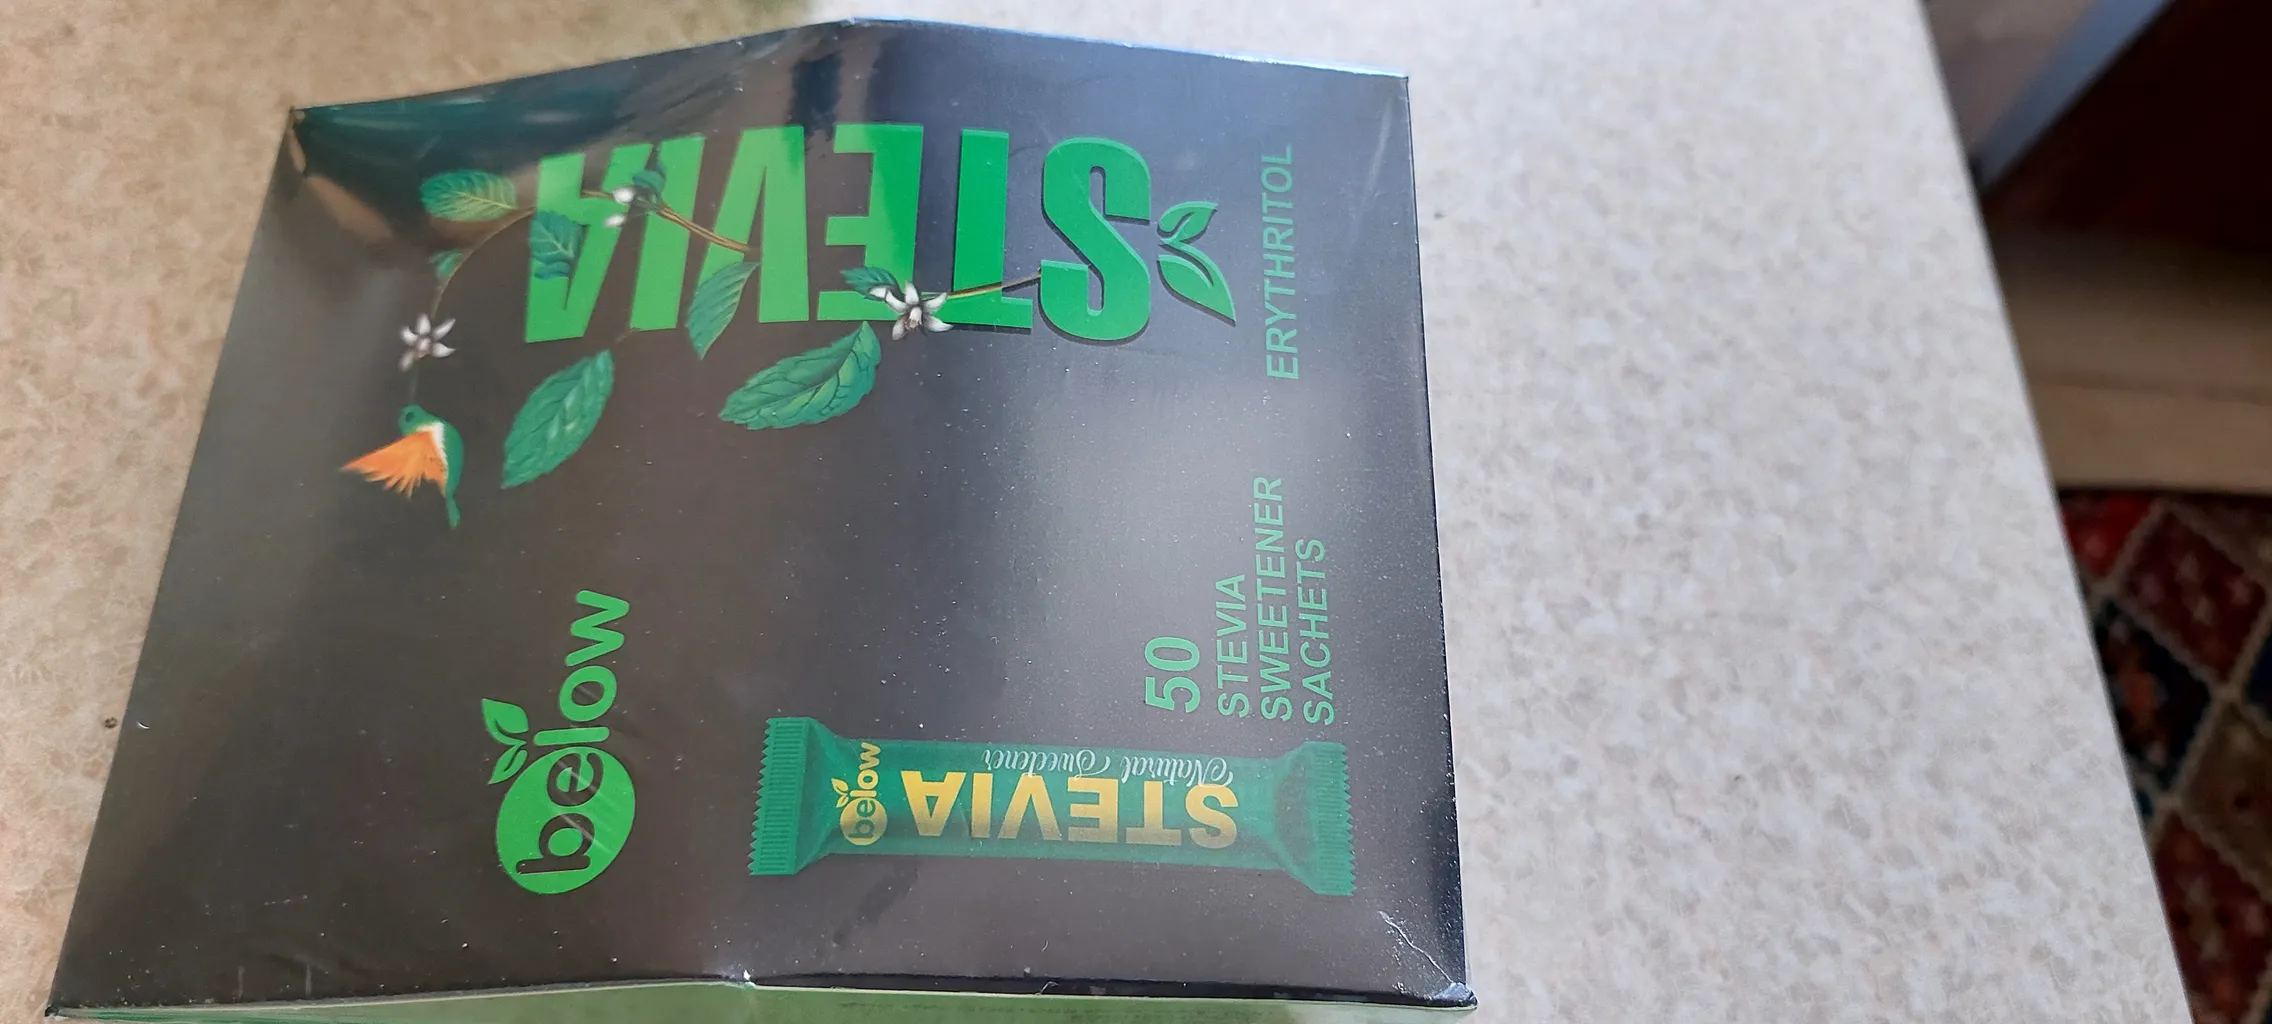 below
STEVIA
ERYTHRITOL
below
STEVIA
Natural Sweetener
50
STEVIA
SWEETENER
SACHETS